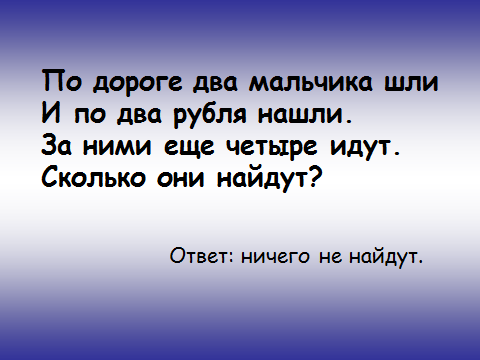 По дороге два мальчика шли
И по два рубля нашли.
За ними еще четыре идут.
Сколько они найдут?
Ответ: ничего не найдут.